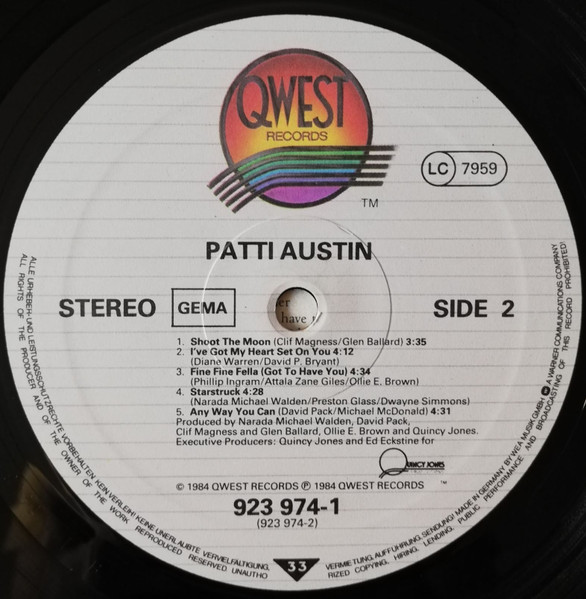 QWEST
RECORDS
TM
LC 7959
PATTI AUSTIN
STEREO GEMA SIDE 2
have
1. Shoot The Moon (Clif Magness/Glen Ballard) 3:35
2. I've Got My Heart Set On You 4:12
(Diane Warren/David P. Bryant)
3. Fine Fine Fella (Got To Have You) 4:34
(Phillip Ingram/Attala Zane Giles/Ollie E. Brown)
4. Starstruck 4:28
(Narada Michael Walden/Preston Glass/Dwayne Simmons)
5. Any Way You Can (David Pack/Michael McDonald) 4:31
Produced by Narada Michael Walden, David Pack,
Clif Magness and Glen Ballard, Ollie E. Brown and Quincy Jones.
Executive Producers: Quincy Jones and Ed Eckstine for
QUINCY JONES
© 1984 QWEST RECORDS ℗ 1984 QWEST RECORDS ™
923 974-1
(923 974-2)
33
ALLE URHEBER- UND LEISTUNGSSCHUTZRECHTE VORBEHALTEN. KEIN VERLEIH! KEINE UNERLAUBTE VERVIELFÄLTIGUNG, VERMIETUNG, AUFFÜHRUNG, SENDUNG! MADE IN GERMANY BY WEA MUSIK GMBH A WARNER COMMUNICATIONS COMPANY
ALL RIGHTS OF THE PRODUCER AND OF THE OWNER OF THE WORK REPRODUCED RESERVED. UNAUTHORIZED COPYING, HIRING, LENDING, PUBLIC PERFORMANCE AND BROADCASTING OF THIS RECORD PROHIBITED!